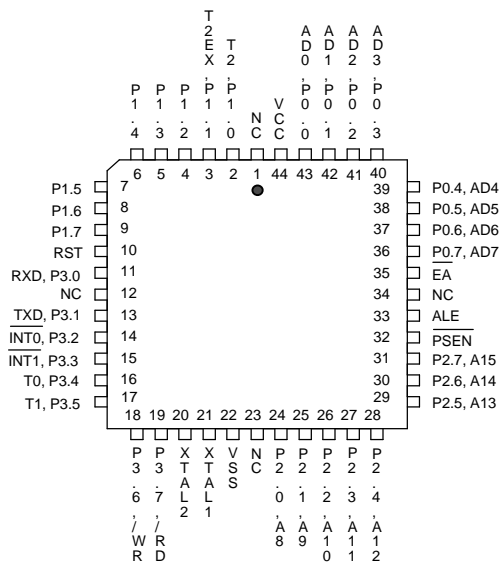 P1.4
P1.3
P1.2
T2EX, P1.1
T2, P1.0
NC
VCC
AD0, P0.0
AD1, P0.1
AD2, P0.2
AD3, P0.3
6 5 4 3 2 1 44 43 42 41 40
P1.5 7
P1.6 8
P1.7 9
RST 10
RXD, P3.0 11
NC 12
TXD, P3.1 13
INT0, P3.2 14
INT1, P3.3 15
T0, P3.4 16
T1, P3.5 17
39 P0.4, AD4
38 P0.5, AD5
37 P0.6, AD6
36 P0.7, AD7
35 EA
34 NC
33 ALE
32 PSEN
31 P2.7, A15
30 P2.6, A14
29 P2.5, A13
18 19 20 21 22 23 24 25 26 27 28
P3.6, /WR
P3.7, /RD
XTAL2
XTAL1
VSS
NC
P2.0, A8
P2.1, A9
P2.2, A10
P2.3, A11
P2.4, A12